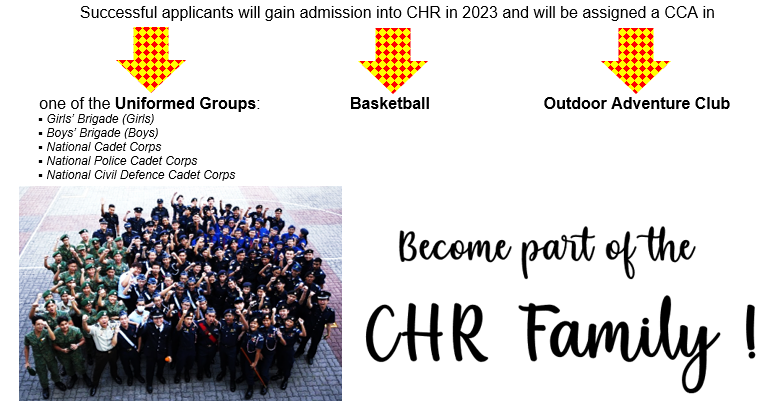 Successful applicants will gain admission into CHR in 2023 and will be assigned a CCA in
one of the Uniformed Groups:
▪ Girls' Brigade (Girls)
▪ Boys' Brigade (Boys)
▪ National Cadet Corps
▪ National Police Cadet Corps
▪ National Civil Defence Cadet Corps
Basketball
Outdoor Adventure Club
Become part of the
CHR Family !